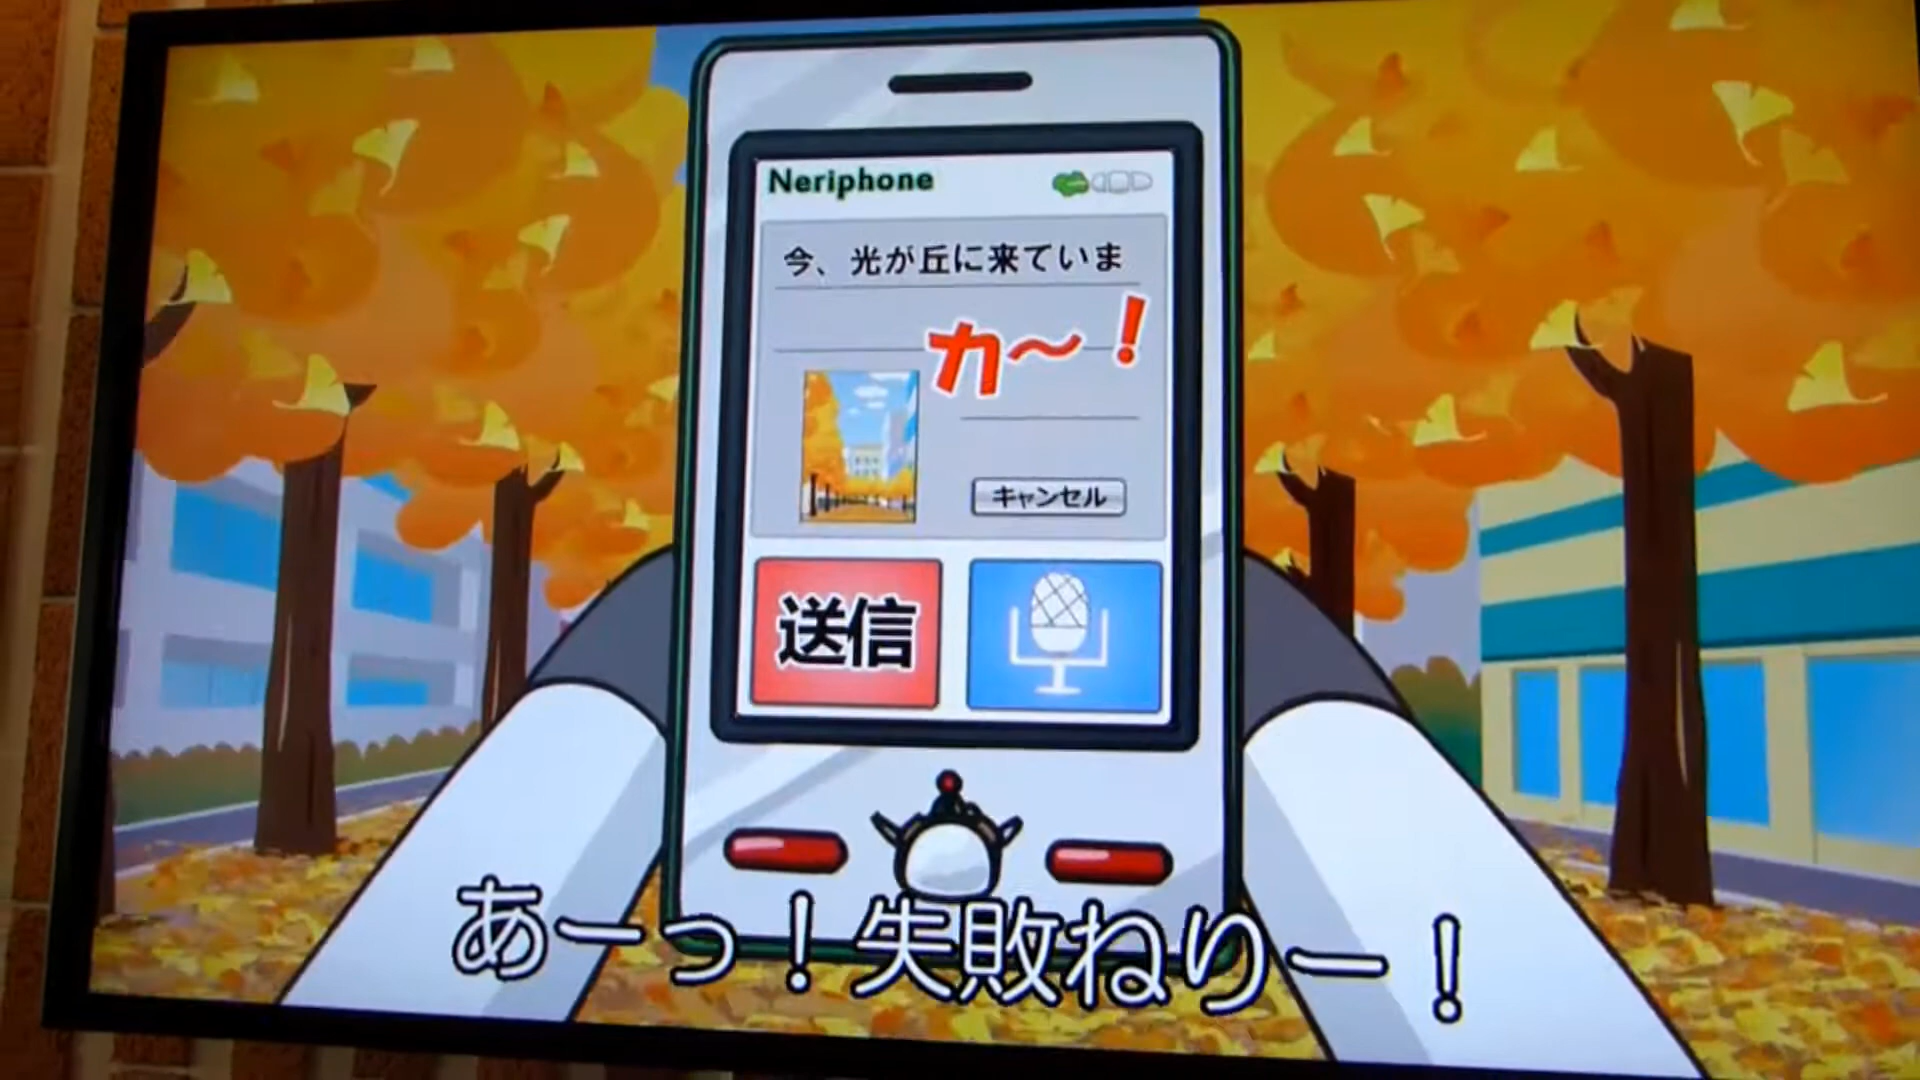 Neriphone
今、光が丘に来ていま
カ〜！
キャンセル
送信
あーっ！失敗ねりー！